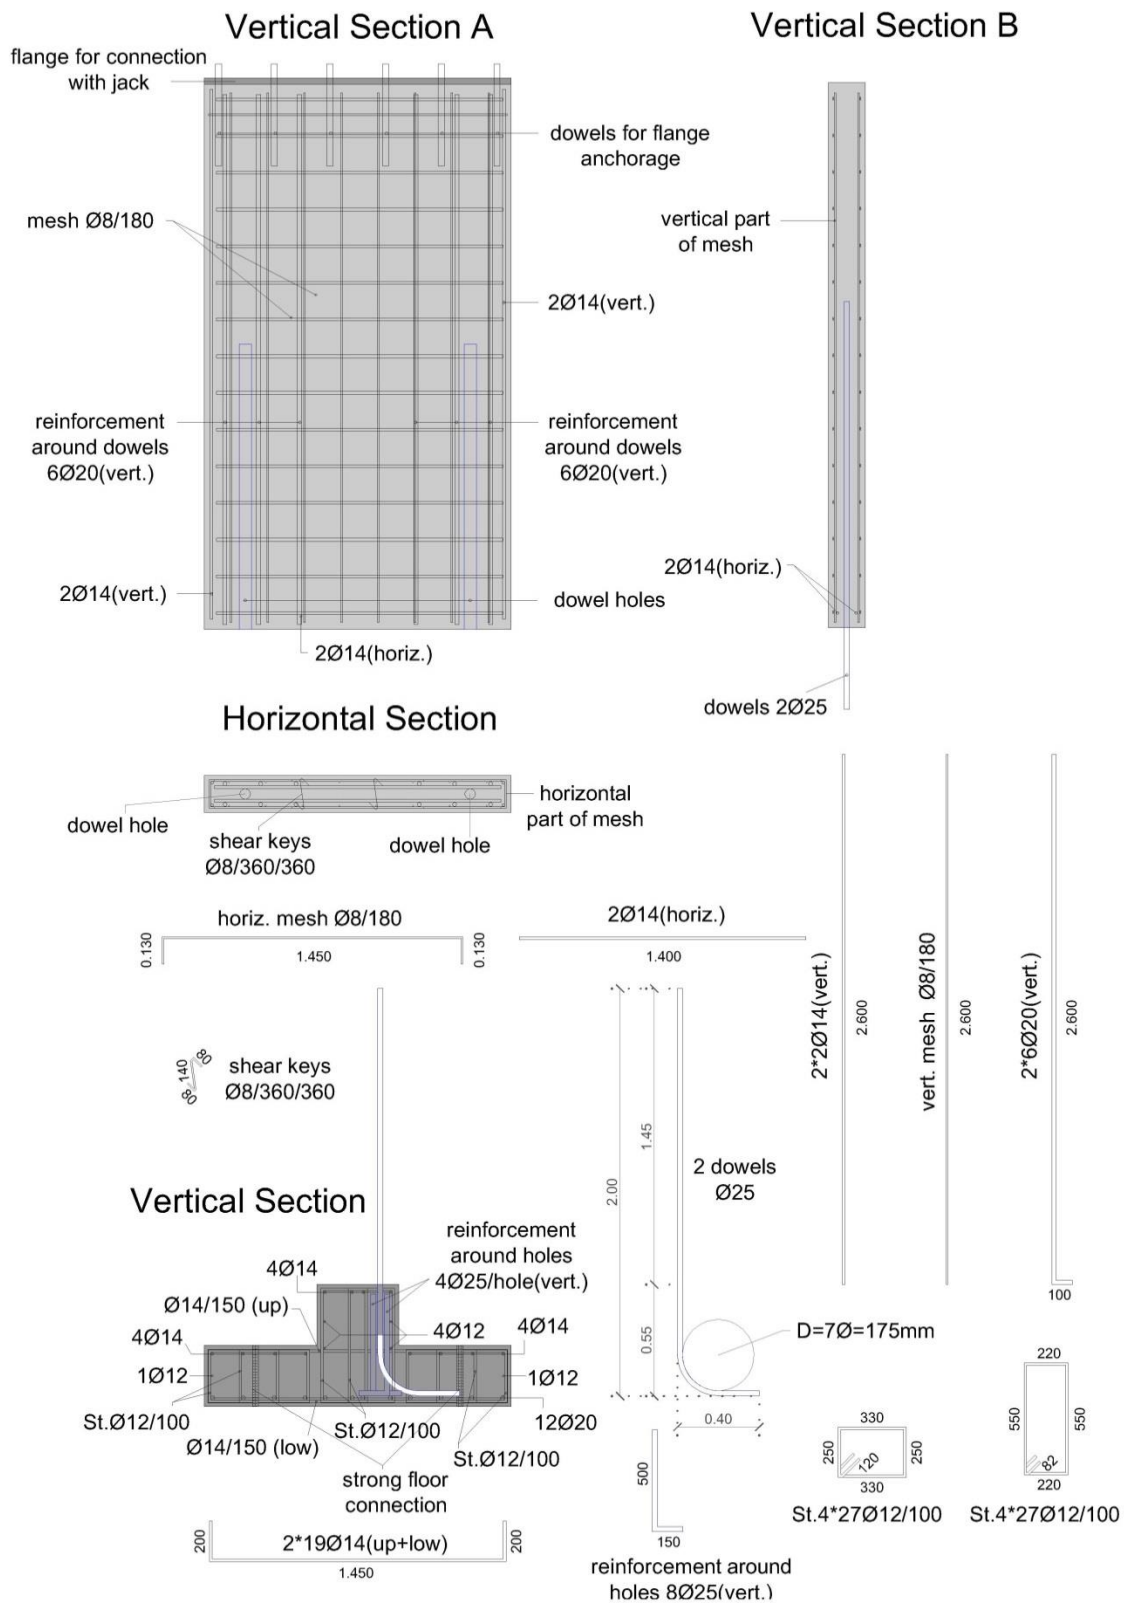 Vertical Section A
Vertical Section B
flange for connection
with jack
dowels for flange
anchorage
mesh Ø8/180
vertical part
of mesh
2Ø14(vert.)
reinforcement
around dowels
6Ø20(vert.)
reinforcement
around dowels
6Ø20(vert.)
2Ø14(horiz.)
2Ø14(vert.)
dowel holes
2Ø14(horiz.)
dowels 2Ø25
Horizontal Section
dowel hole
shear keys
Ø8/360/360
dowel hole
horizontal
part of mesh
horiz. mesh Ø8/180
0.130
1.450
0.130
2Ø14(horiz.)
1.400
2*2Ø14(vert.)
2.600
vert. mesh Ø8/180
2.600
2*6Ø20(vert.)
2.600
100
80
140
80
shear keys
Ø8/360/360
2.00
1.45
0.55
2 dowels
Ø25
D=7Ø=175mm
0.40
Vertical Section
reinforcement
around holes
4Ø25/hole(vert.)
4Ø14
Ø14/150 (up)
4Ø14
4Ø12
4Ø14
1Ø12
1Ø12
St.Ø12/100
St.Ø12/100
12Ø20
Ø14/150 (low)
St.Ø12/100
strong floor
connection
200
2*19Ø14(up+low)
200
1.450
500
150
reinforcement around
holes 8Ø25(vert.)
330
250
250
120
330
St.4*27Ø12/100
220
550
550
82
220
St.4*27Ø12/100